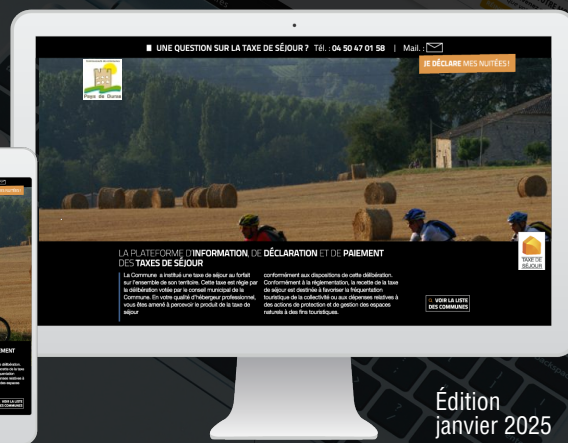 ■ UNE QUESTION SUR LA TAXE DE SÉJOUR ? Tél. : 04 50 47 01 58 | Mail. :
JE DÉCLARE MES NUITÉES !
Pays de Duras
LA PLATEFORME D'INFORMATION, DE DÉCLARATION ET DE PAIEMENT
DES TAXES DE SÉJOUR
La Commune a institué une taxe de séjour au forfait
sur l'ensemble de son territoire. Cette taxe est régie par
la délibération votée par le conseil municipal de la
Commune. En votre qualité d'hébergeur professionnel,
vous êtes amené à percevoir le produit de la taxe de
séjour
conformément aux dispositions de cette délibération.
Conformément à la réglementation, la recette de la taxe
de séjour est destinée à favoriser la fréquentation
touristique de la collectivité ou aux dépenses relatives à
des actions de protection et de gestion des espaces
naturels à des fins touristiques.
TAXE DE
SÉJOUR
VOIR LA LISTE
DES COMMUNES
EMENT
VOIR LA LISTE
DES COMMUNES
Édition
janvier 2025